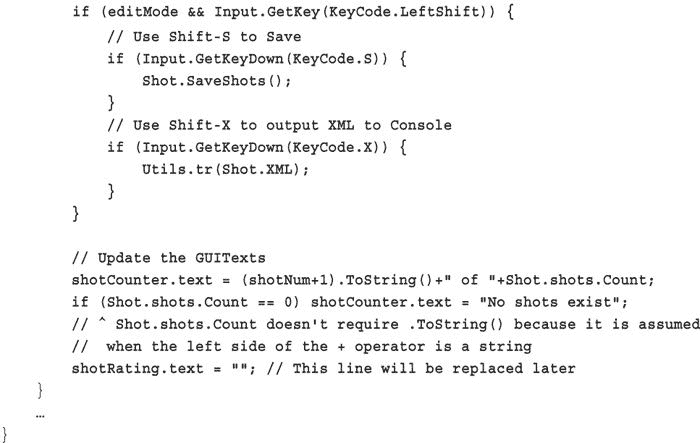 if (editMode && Input.GetKey(KeyCode.LeftShift)) {
// Use Shift-S to Save
if (Input.GetKeyDown(KeyCode.S)) {
Shot.SaveShots();
}
// Use Shift-X to output XML to Console
if (Input.GetKeyDown(KeyCode.X)) {
Utils.tr(Shot.XML);
}
}
// Update the GUITexts
shotCounter.text = (shotNum+1).ToString()+" of "+Shot.shots.Count;
if (Shot.shots.Count == 0) shotCounter.text = "No shots exist";
// ^ Shot.shots.Count doesn't require .ToString() because it is assumed
//  when the left side of the + operator is a string
shotRating.text = ""; // This line will be replaced later
}
…
}